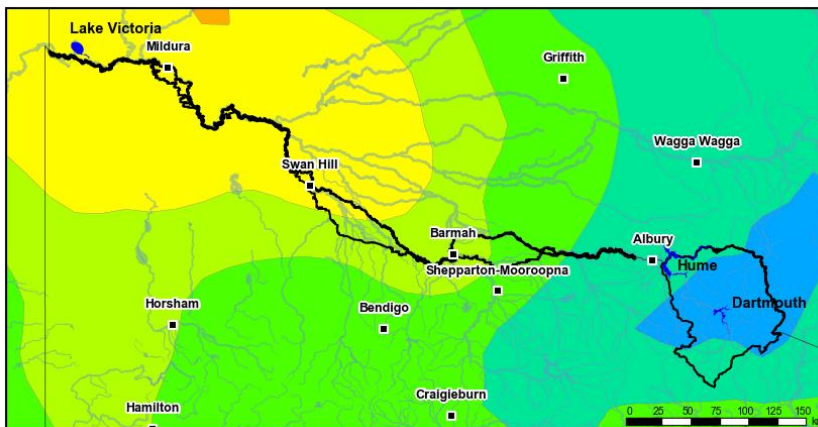 Lake Victoria
Mildura
Griffith
Wagga Wagga
Swan Hill
Barmah
Albury
Hume
Shepparton-Mooroopna
Dartmouth
Horsham
Bendigo
Craigieburn
Hamilton
0 25 50 75 100 125 150